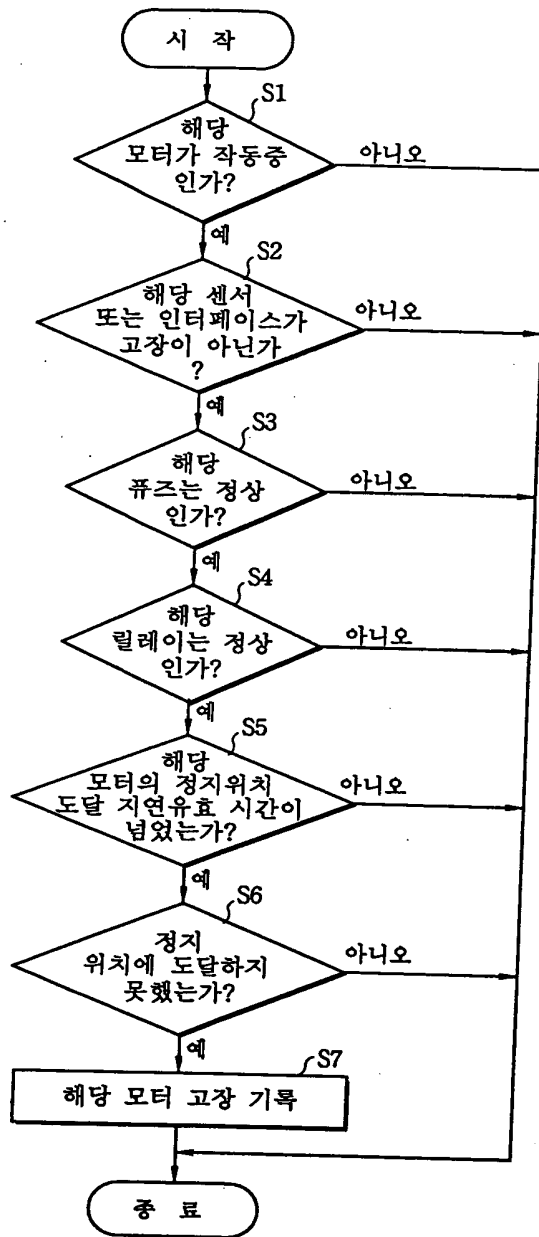 시 작
S1
해당
모터가 작동중
인가?
아니오
예
S2
해당 센서
또는 인터페이스가
고장이 아닌가
?
아니오
예
S3
해당
퓨즈는 정상
인가?
아니오
예
S4
해당
릴레이는 정상
인가?
아니오
예
S5
해당
모터의 정지위치
도달 지연유효 시간이
넘었는가?
아니오
예
S6
정지
위치에 도달하지
못했는가?
아니오
예
S7
해당 모터 고장 기록
종 료